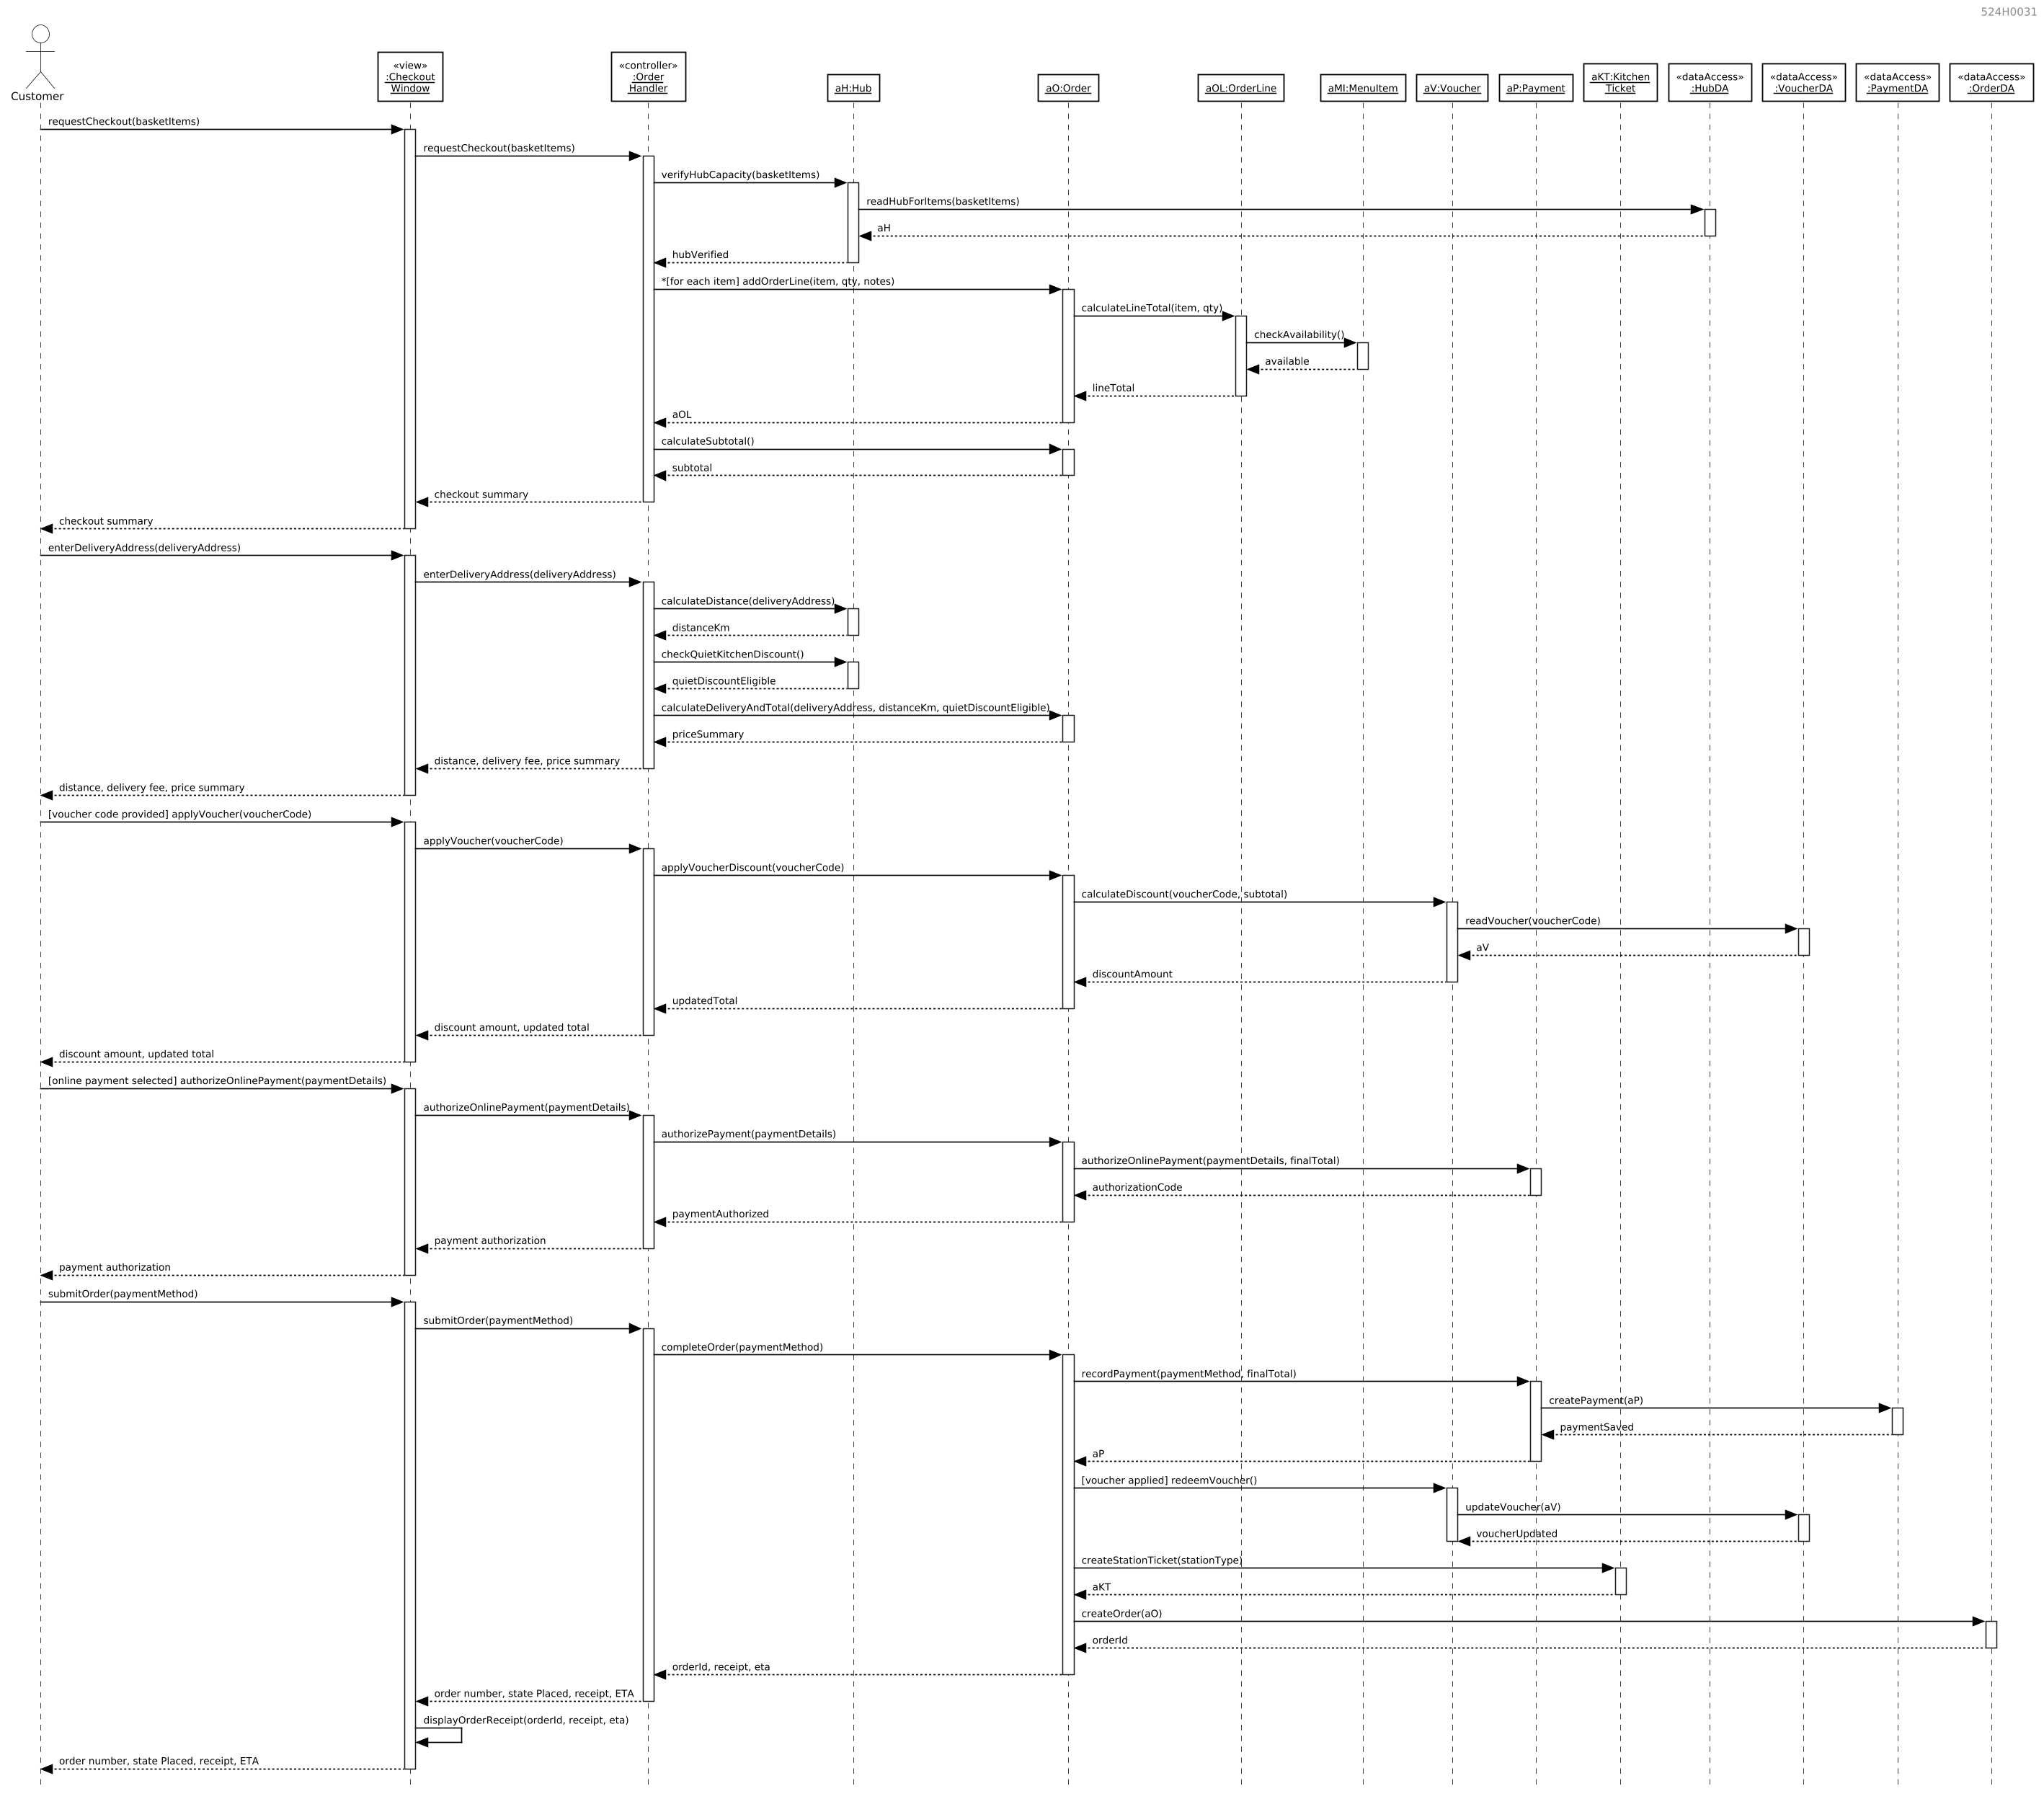 524H0031
Customer
«view»
:Checkout
Window
«controller»
:Order
Handler
aH:Hub
aO:Order
aOL:OrderLine
aMI:MenuItem
aV:Voucher
aP:Payment
aKT:Kitchen
Ticket
«dataAccess»
:HubDA
«dataAccess»
:VoucherDA
«dataAccess»
:PaymentDA
«dataAccess»
:OrderDA
requestCheckout(basketItems)
requestCheckout(basketItems)
verifyHubCapacity(basketItems)
readHubForItems(basketItems)
aH
hubVerified
*[for each item] addOrderLine(item, qty, notes)
calculateLineTotal(item, qty)
checkAvailability()
available
lineTotal
aOL
calculateSubtotal()
subtotal
checkout summary
checkout summary
enterDeliveryAddress(deliveryAddress)
enterDeliveryAddress(deliveryAddress)
calculateDistance(deliveryAddress)
distanceKm
checkQuietKitchenDiscount()
quietDiscountEligible
calculateDeliveryAndTotal(deliveryAddress, distanceKm, quietDiscountEligible)
priceSummary
distance, delivery fee, price summary
distance, delivery fee, price summary
[voucher code provided] applyVoucher(voucherCode)
applyVoucher(voucherCode)
applyVoucherDiscount(voucherCode)
calculateDiscount(voucherCode, subtotal)
readVoucher(voucherCode)
aV
discountAmount
updatedTotal
discount amount, updated total
discount amount, updated total
[online payment selected] authorizeOnlinePayment(paymentDetails)
authorizeOnlinePayment(paymentDetails)
authorizePayment(paymentDetails)
authorizeOnlinePayment(paymentDetails, finalTotal)
authorizationCode
paymentAuthorized
payment authorization
payment authorization
submitOrder(paymentMethod)
submitOrder(paymentMethod)
completeOrder(paymentMethod)
recordPayment(paymentMethod, finalTotal)
createPayment(aP)
paymentSaved
aP
[voucher applied] redeemVoucher()
updateVoucher(aV)
voucherUpdated
createStationTicket(stationType)
aKT
createOrder(aO)
orderId
orderId, receipt, eta
order number, state Placed, receipt, ETA
displayOrderReceipt(orderId, receipt, eta)
order number, state Placed, receipt, ETA